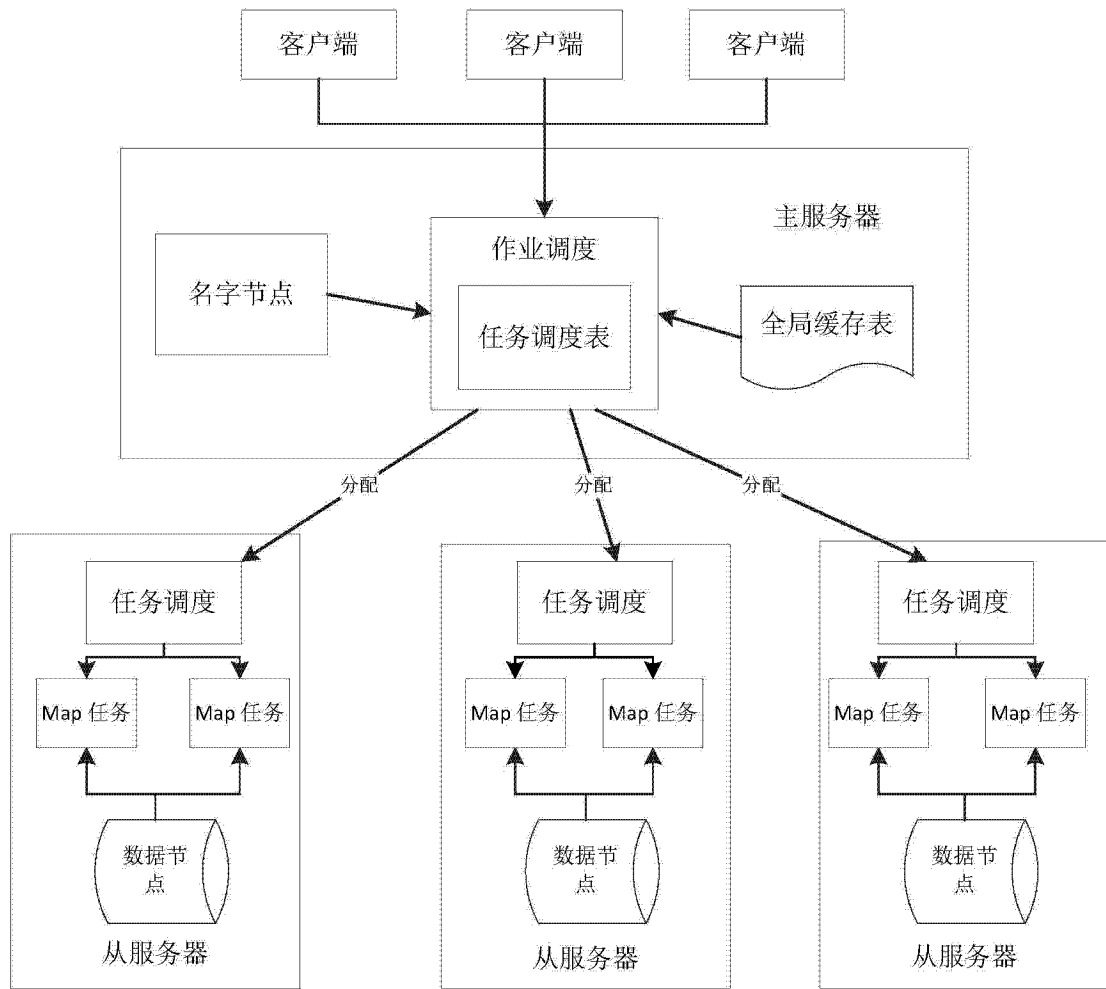 客户端
客户端
客户端
主服务器
作业调度
名字节点
任务调度表
全局缓存表
分配
分配
分配
任务调度
任务调度
任务调度
Map 任务
Map 任务
Map 任务
Map 任务
Map 任务
Map 任务
数据节
点
数据节
点
数据节
点
从服务器
从服务器
从服务器